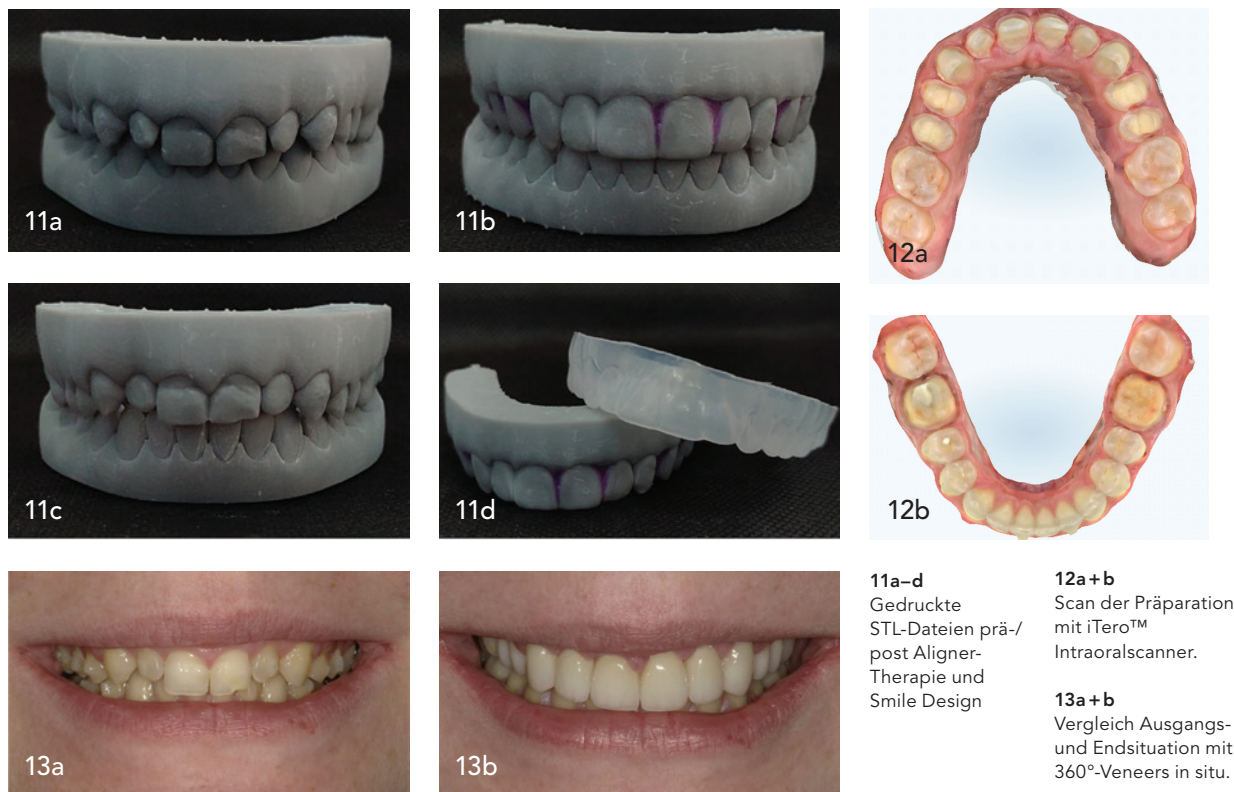 11a
11b
12a
11c
11d
12b
13a
13b
11a–d
Gedruckte
STL-Dateien prä-/
post Aligner-
Therapie und
Smile Design
12a+b
Scan der Präparation
mit iTero™
Intraoralscanner.
13a+b
Vergleich Ausgangs-
und Endsituation mit
360°-Veneers in situ.